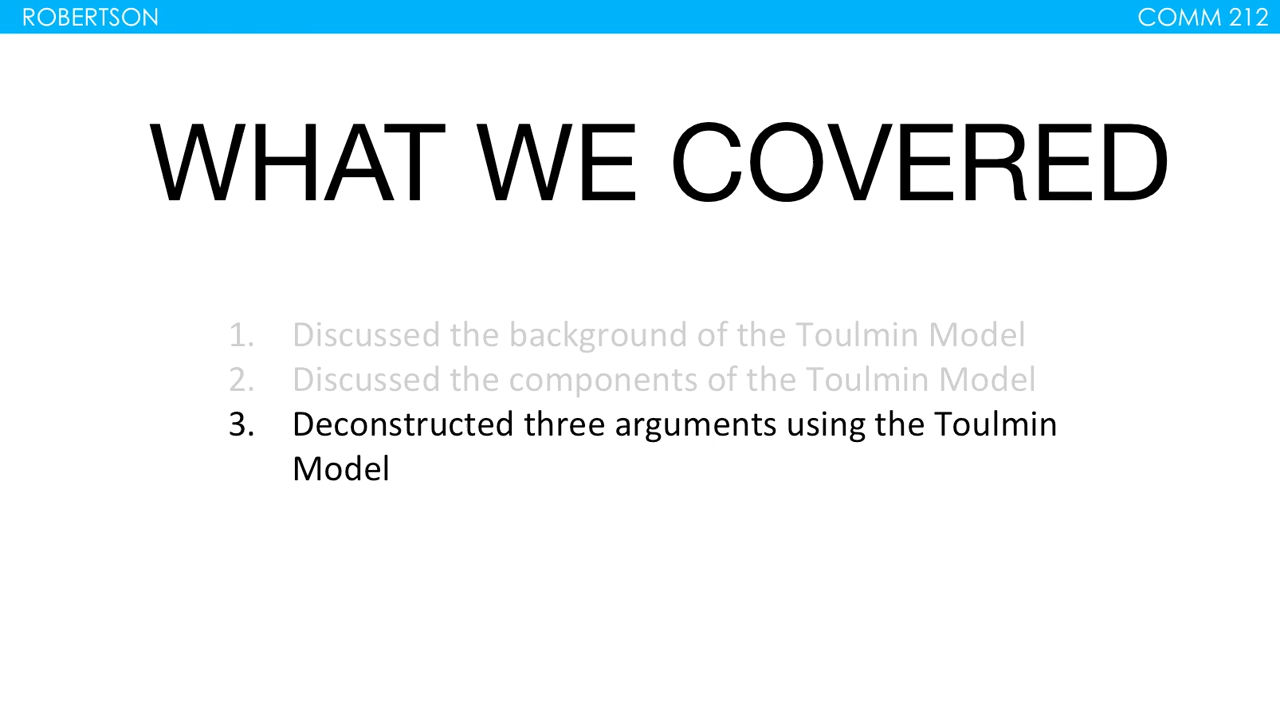 ROBERTSON
COMM 212
WHAT WE COVERED
1. Discussed the background of the Toulmin Model
2. Discussed the components of the Toulmin Model
3. Deconstructed three arguments using the Toulmin
Model